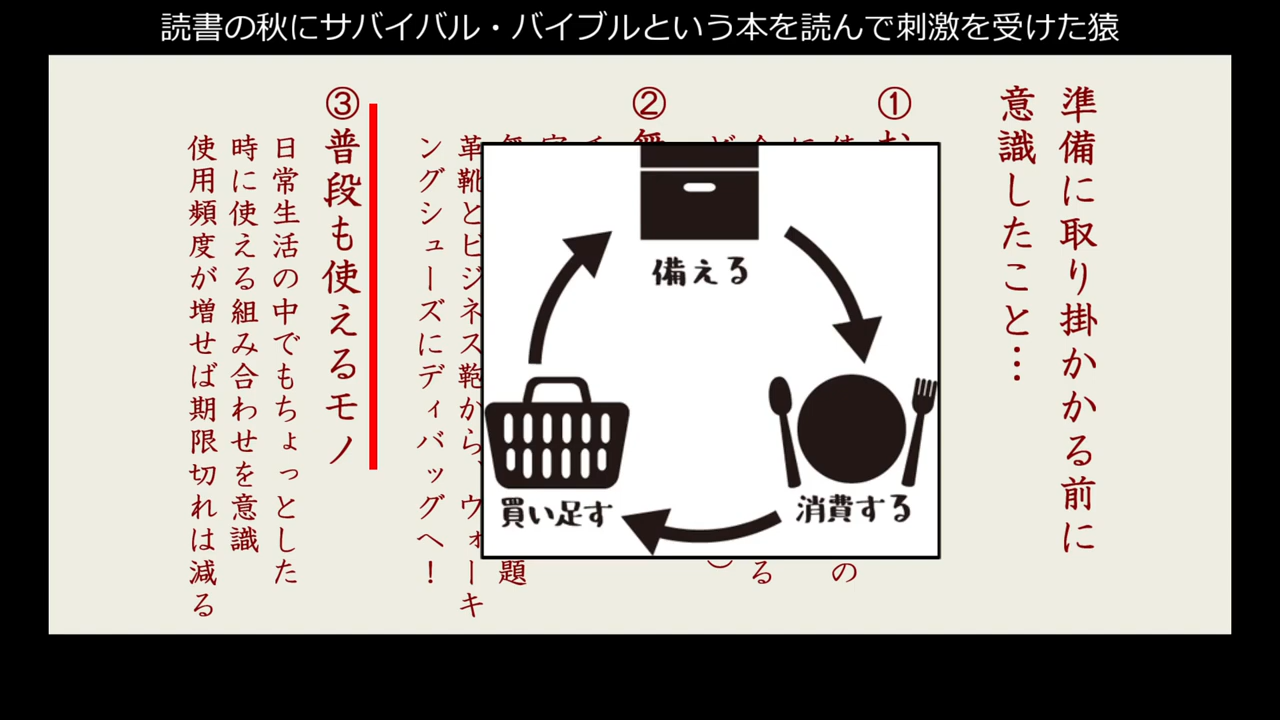 読書の秋にサバイバル・バイブルという本を読んで刺激を受けた猿
準備に取り掛かる前に
意識したこと…
①
の
る
②
題
革靴とビジネス鞄から、ウォーキ
ングシューズにディバッグへ！
③普段も使えるモノ
日常生活の中でもちょっとした
時に使える組み合わせを意識
使用頻度が増せば期限切れは減る
備える
消費する
買い足す